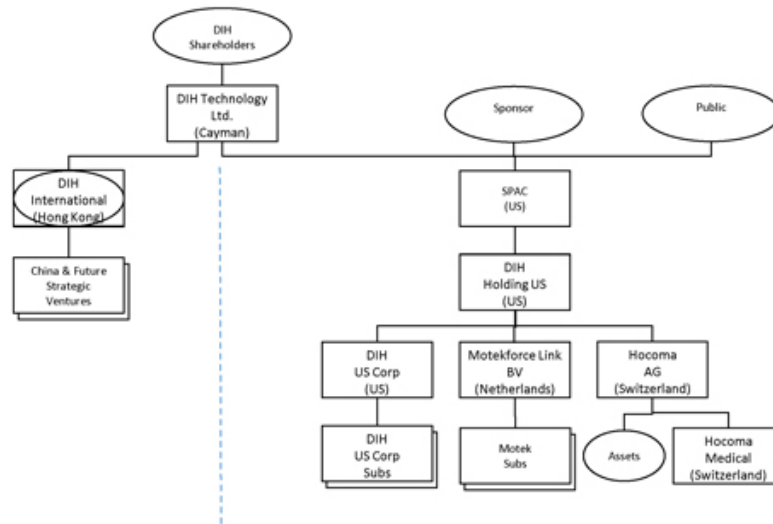 DIH
Shareholders
DIH Technology
Ltd.
(Cayman)
Sponsor
Public
DIH
International
(Hong Kong)
SPAC
(US)
China & Future
Strategic
Ventures
DIH
Holding US
(US)
DIH
US Corp
(US)
Motekforce Link
BV
(Netherlands)
Hocoma
AG
(Switzerland)
DIH
US Corp
Subs
Motek
Subs
Assets
Hocoma
Medical
(Switzerland)